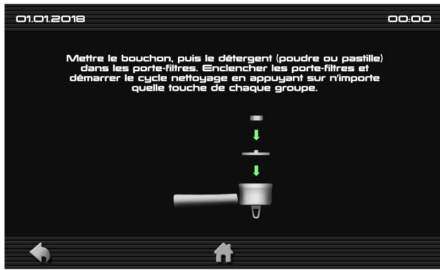 01.01.2018
00:00
Mettre le bouchon, puis le détergent (poudre ou pastille)
dans les porte-filtres. Enclencher les porte-filtres et
démarrer le cycle nettoyage en appuyant sur n'importe
quelle touche de chaque groupe.